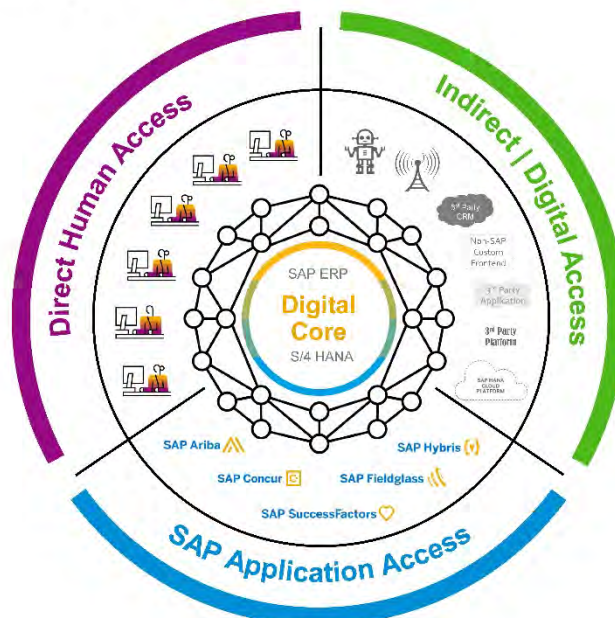 Direct Human Access
Indirect | Digital Access
3rd Party
CRM
Non-SAP
Custom
Frontend
3rd Party
Application
3rd Party
Platform
SAP HANA
CLOUD
PLATFORM
SAP ERP
Digital
Core
S/4 HANA
SAP Ariba
SAP Hybris
SAP Concur
SAP Fieldglass
SAP SuccessFactors
SAP Application Access